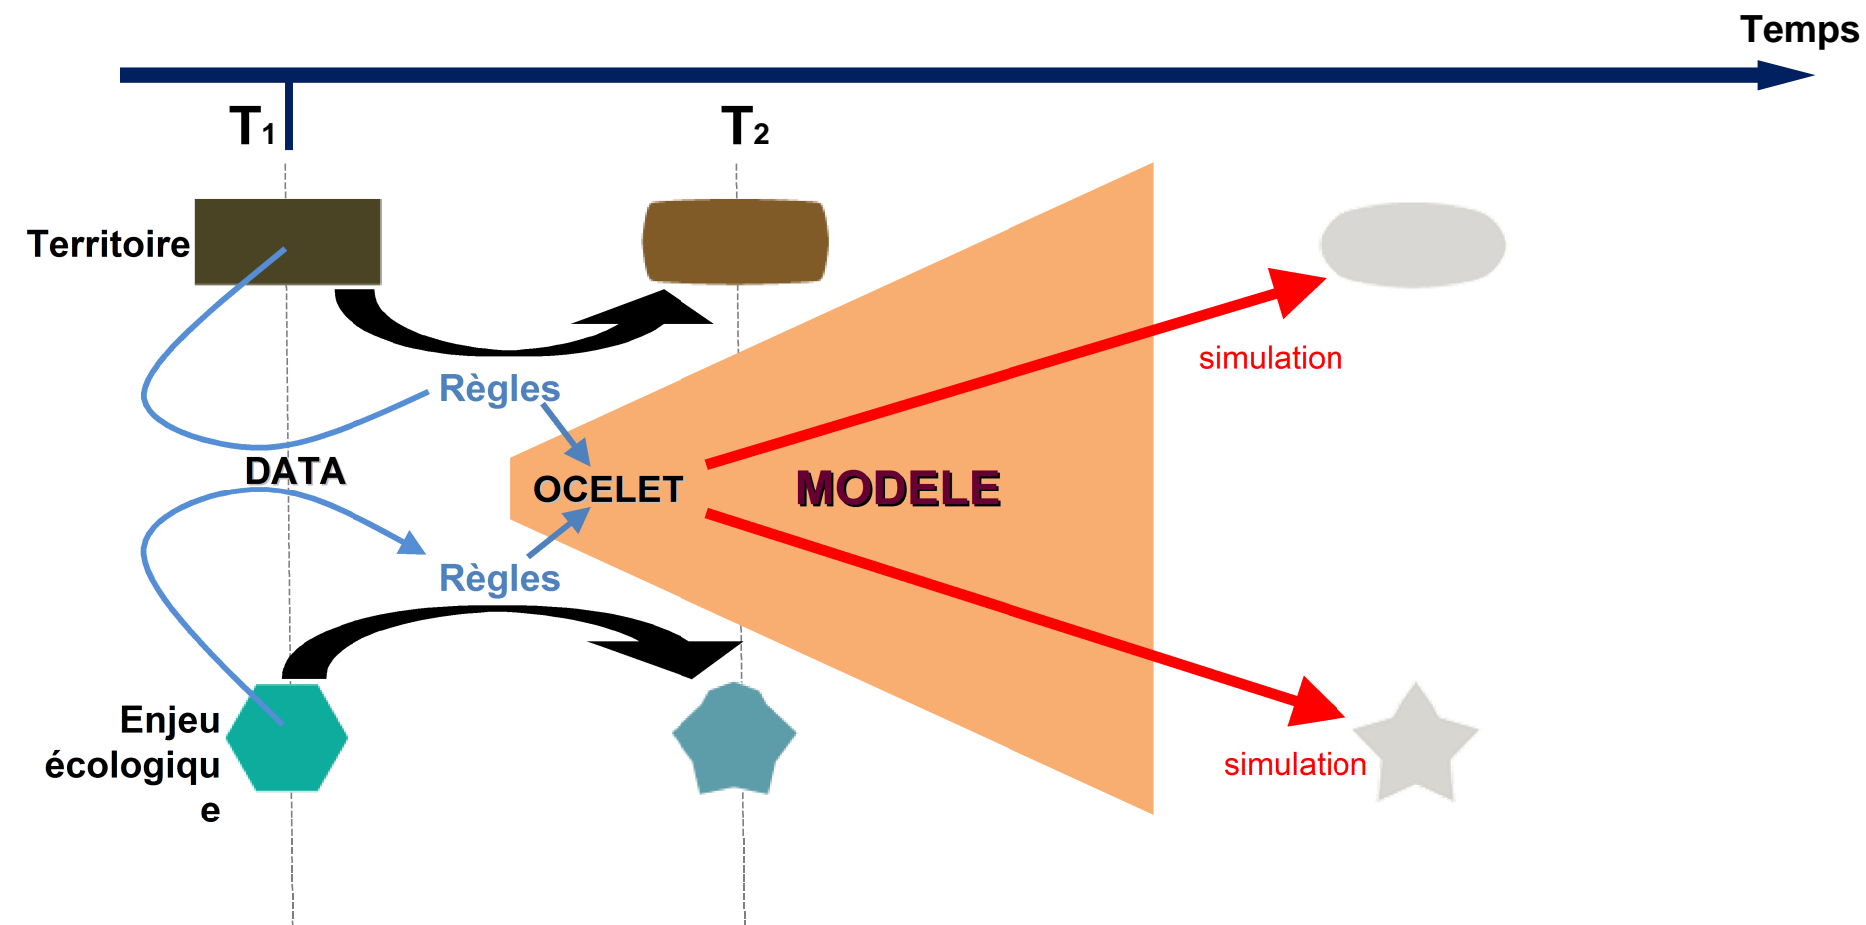 Temps
T1
T2
Territoire
simulation
Règles
DATA
OCELET
MODELE
Règles
Enjeu
écologiqu
e
simulation